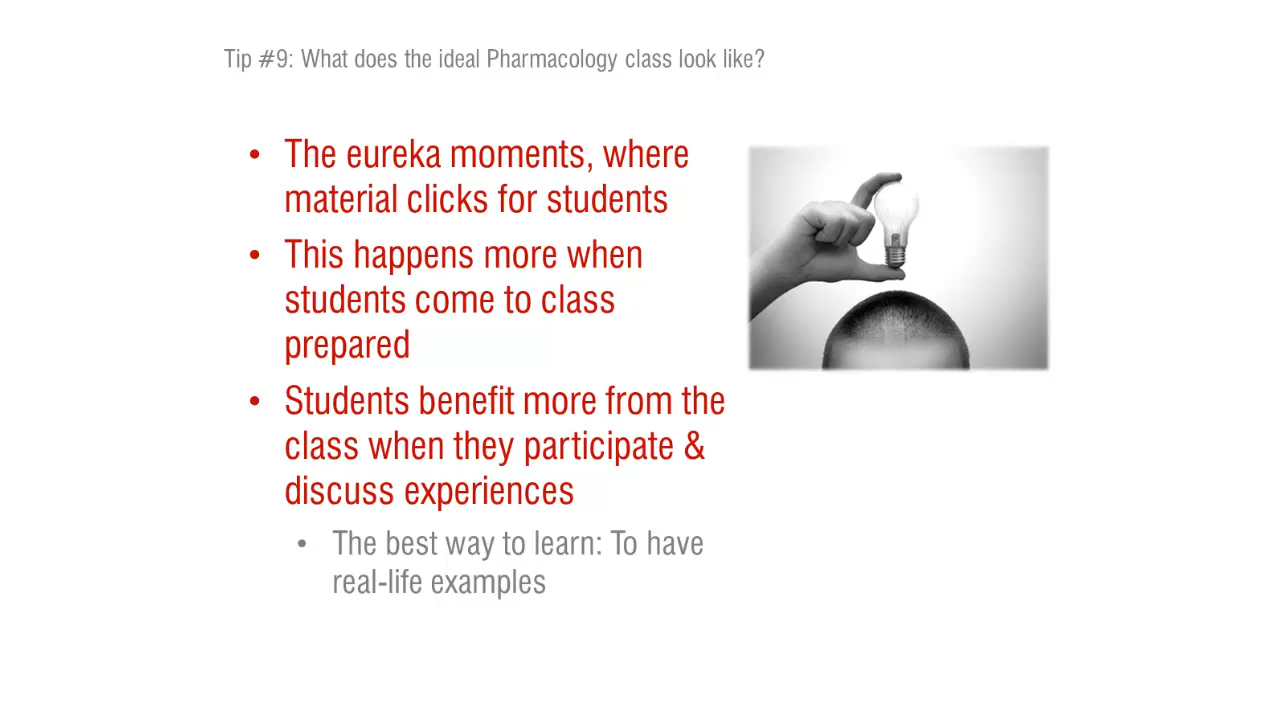 Tip #9: What does the ideal Pharmacology class look like?
• The eureka moments, where
material clicks for students
• This happens more when
students come to class
prepared
• Students benefit more from the
class when they participate &
discuss experiences
• The best way to learn: To have
real-life examples